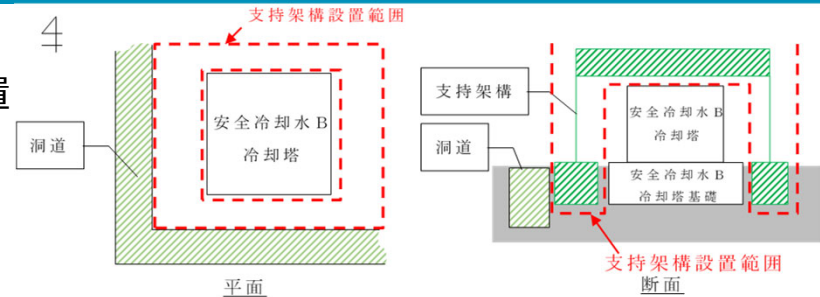 支持架構設置範囲
置
安全冷却水B
冷却塔
洞道
平面
支持架構
洞道
安全冷却水B
冷却塔
安全冷却水B
冷却塔基礎
支持架構設置範囲
断面